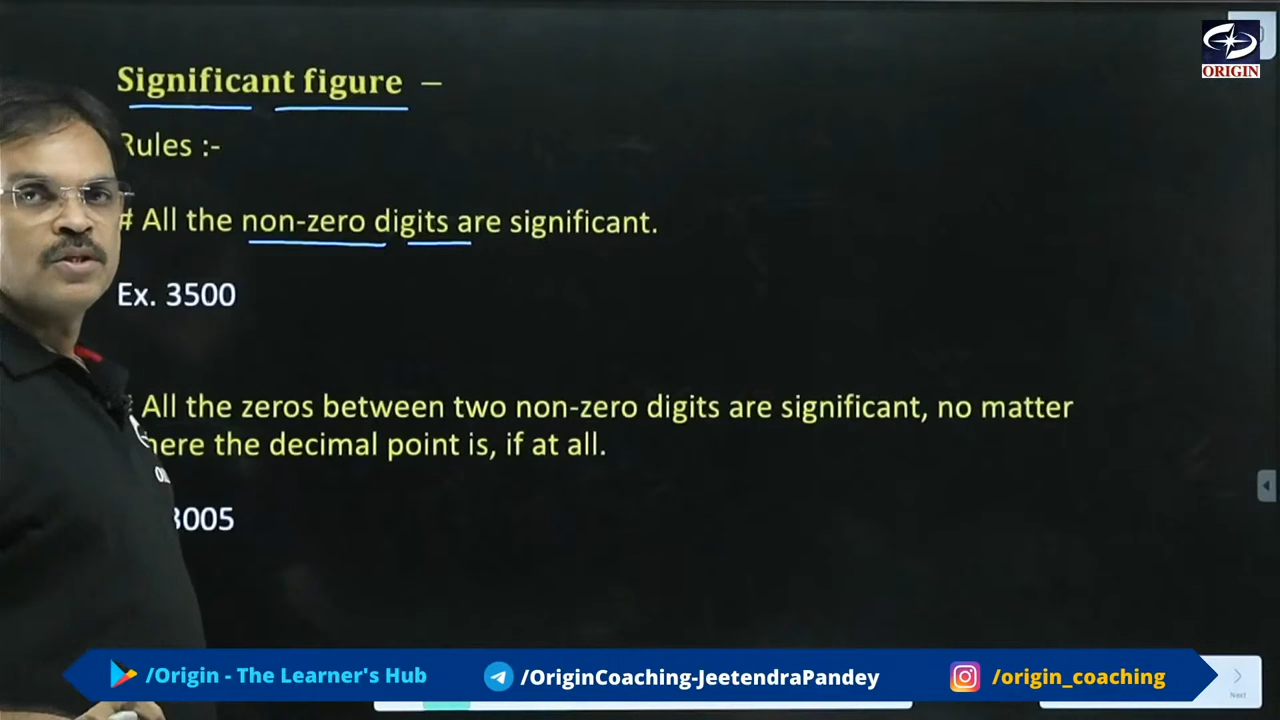 ORIGIN
Significant figure –
Rules :-
# All the non-zero digits are significant.
Ex. 3500
All the zeros between two non-zero digits are significant, no matter
here the decimal point is, if at all.
3005
/Origin - The Learner's Hub
/OriginCoaching-JeetendraPandey
/origin_coaching
Next